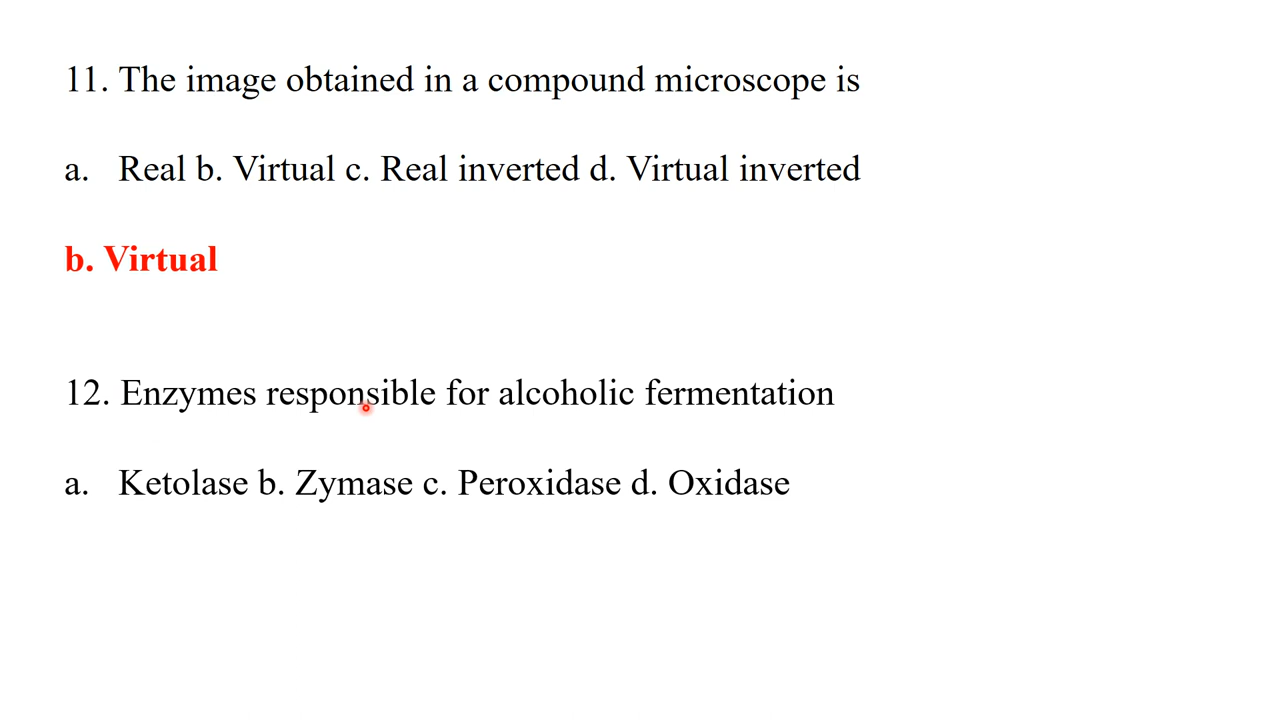 11. The image obtained in a compound microscope is
a. Real b. Virtual c. Real inverted d. Virtual inverted
b. Virtual
12. Enzymes responsible for alcoholic fermentation
a. Ketolase b. Zymase c. Peroxidase d. Oxidase